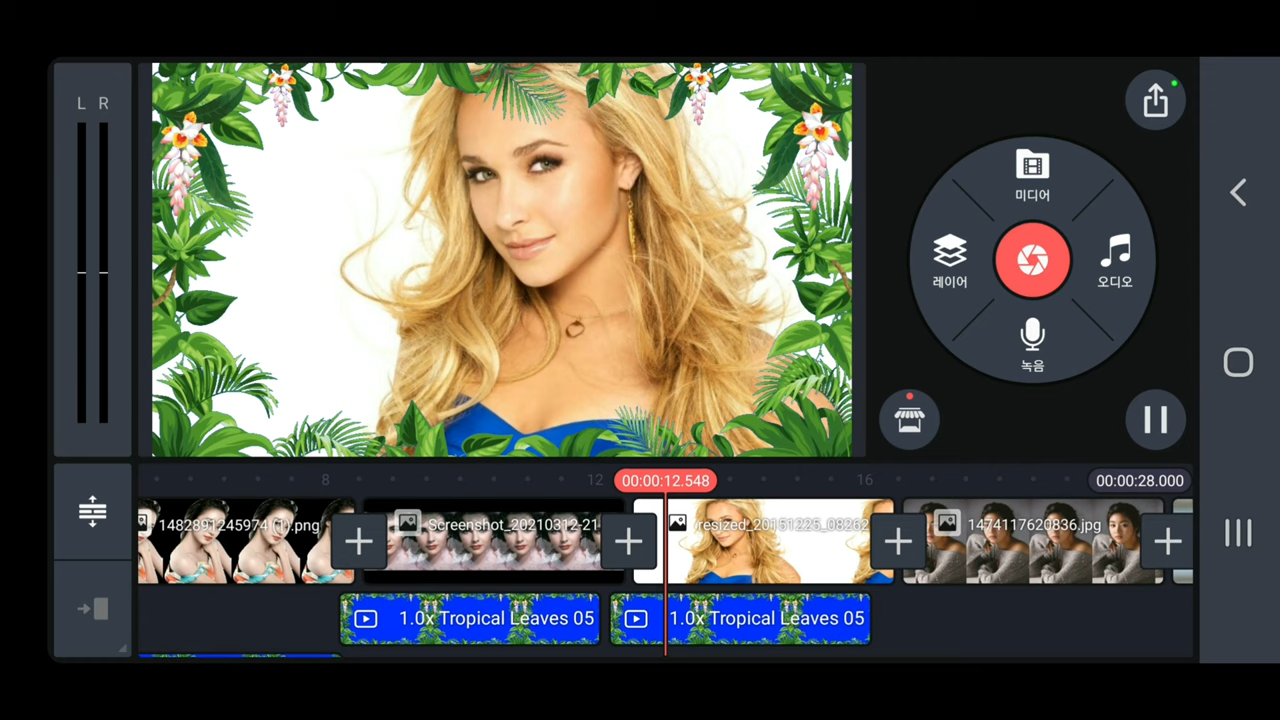 L R
미디어
레이어
오디오
녹음
8
12
00:00:12.548
16
00:00:28.000
1482891245974 (1).png
Screenshot_20210312-21
resized_20151225_08262
1474117620836.jpg
1.0x Tropical Leaves 05
1.0x Tropical Leaves 05